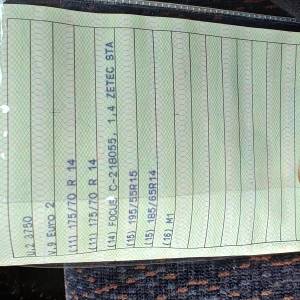 U.2 3750
V.9 Euro 2
(11) 175/70 R 14
(11) 175/70 R 14
(14) FOCUS, C-218055, 1,4 ZETEC STA
(15) 195/55R15
(15) 185/65R14
(16) M1